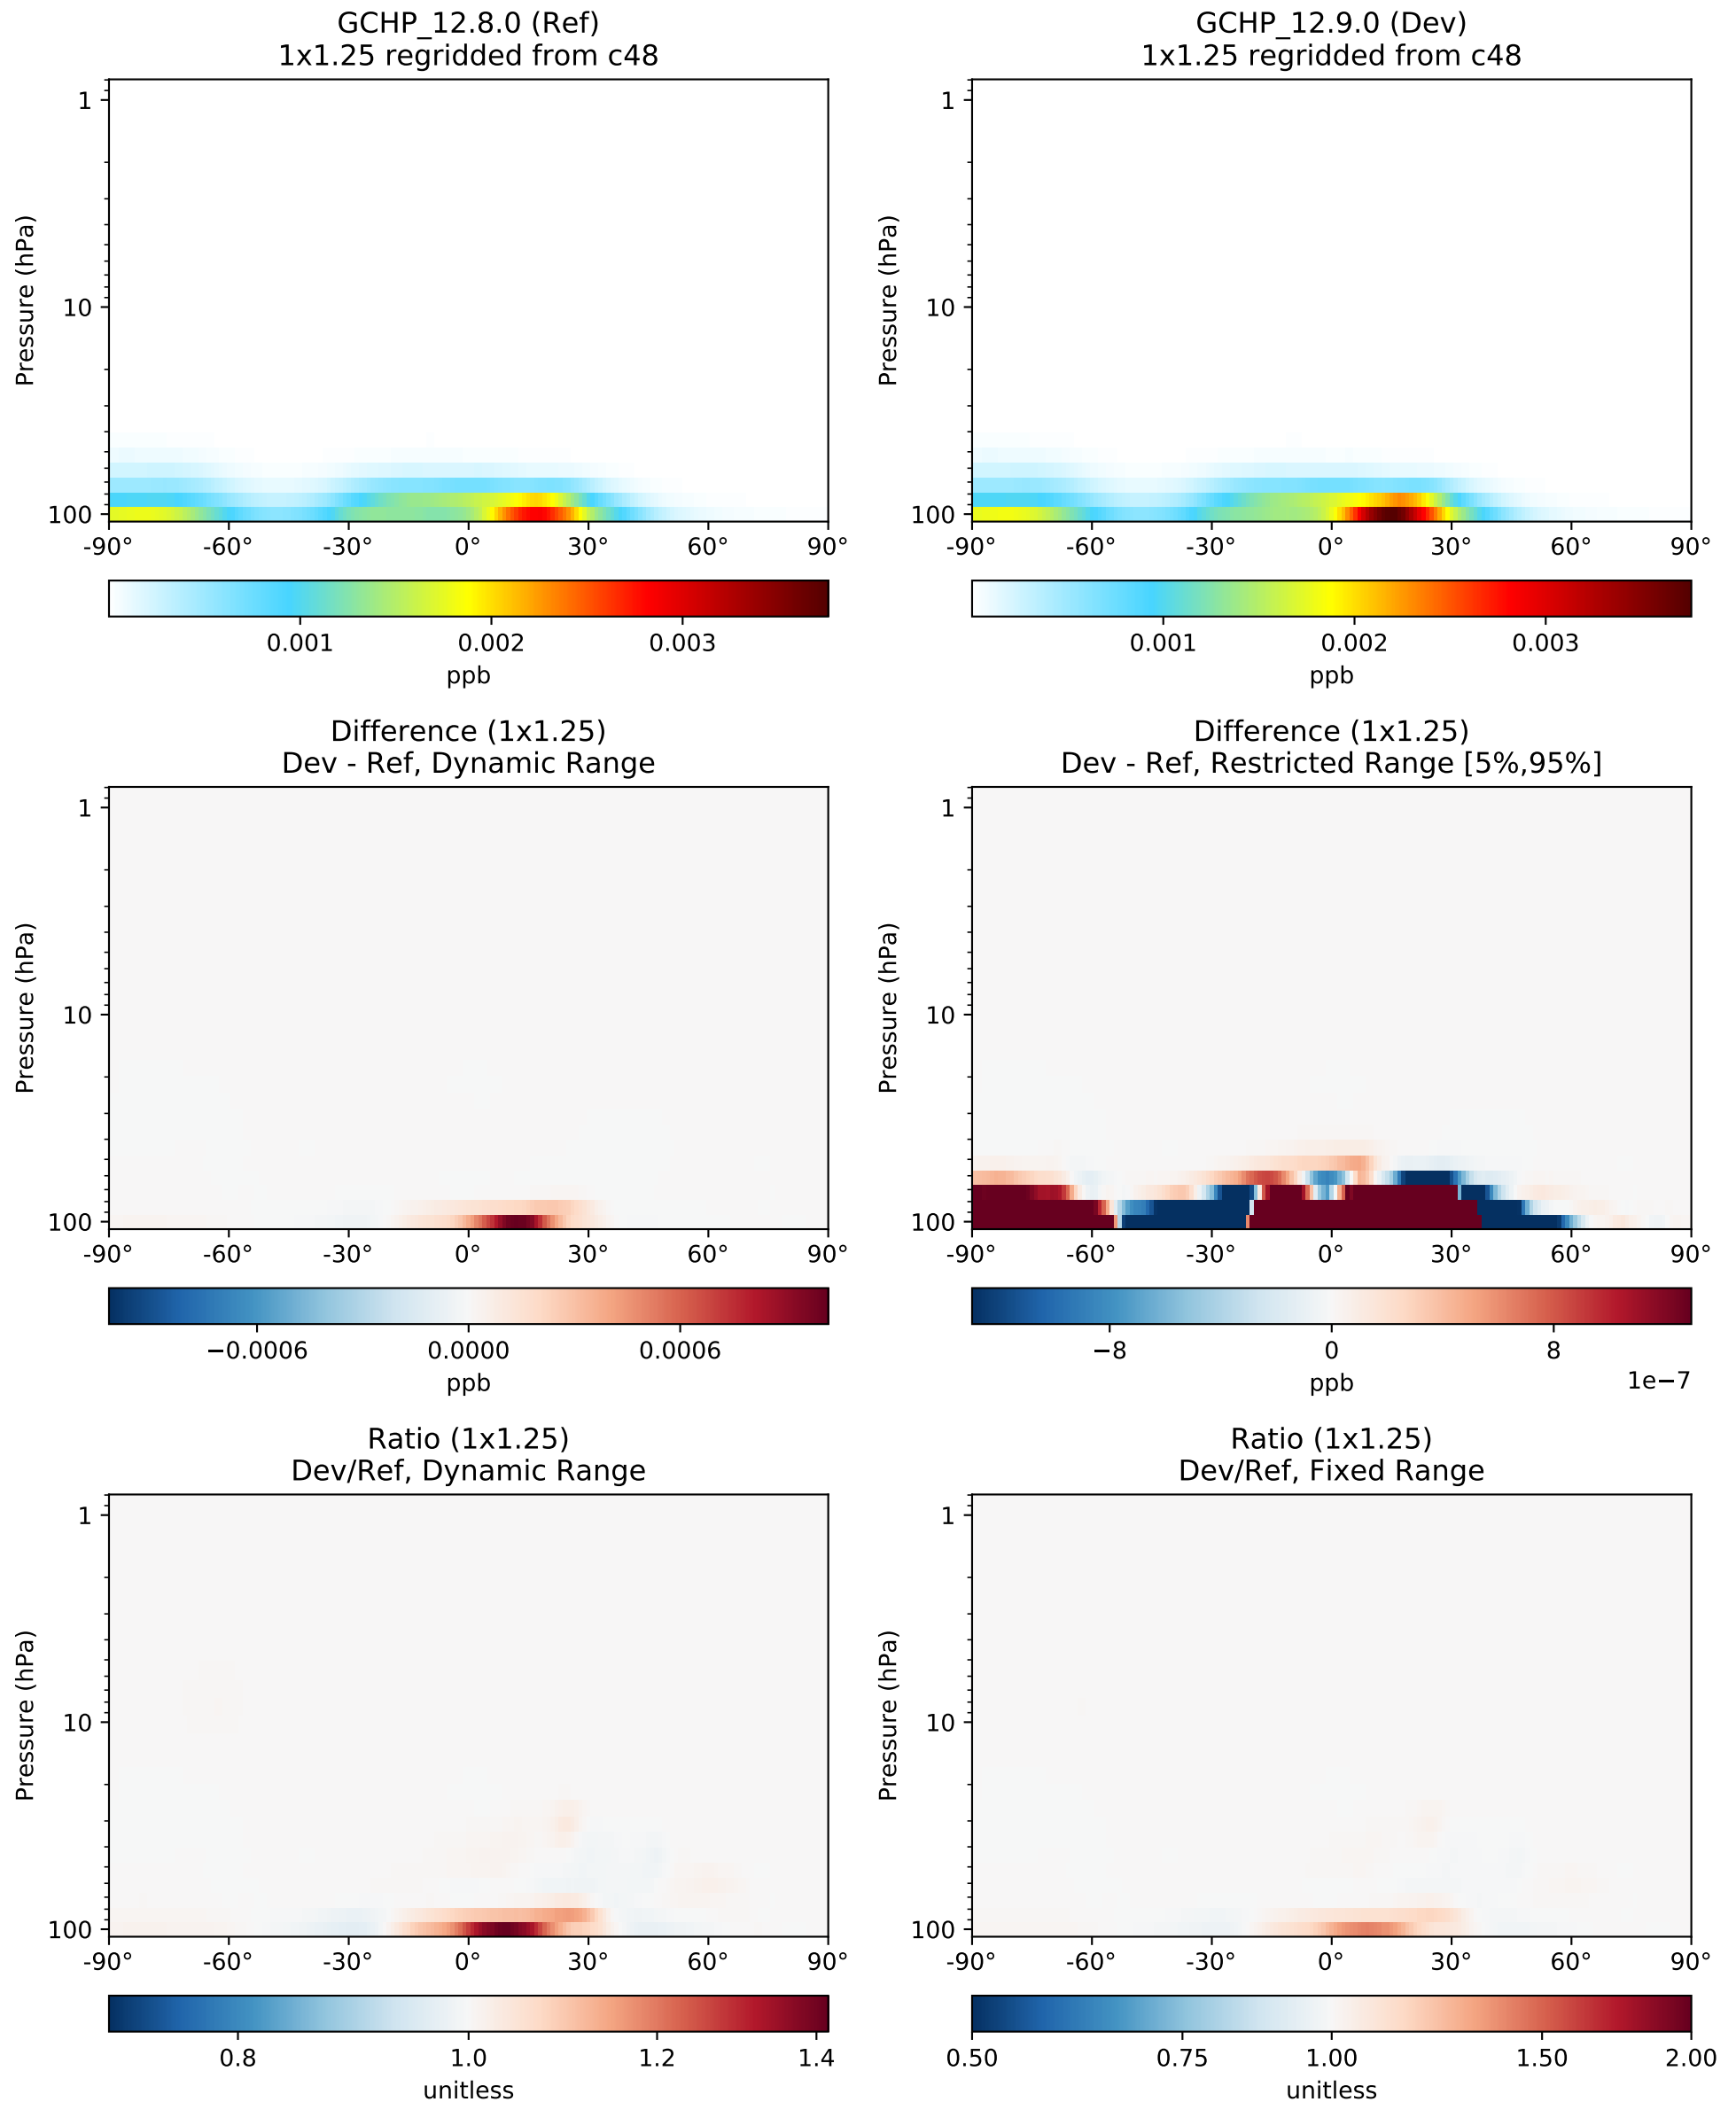 GCHP_12.8.0 (Ref)
1x1.25 regridded from c48
Pressure (hPa)
1
10
100
-90° -60° -30° 0° 30° 60° 90°
0.001 0.002 0.003
ppb
GCHP_12.9.0 (Dev)
1x1.25 regridded from c48
Pressure (hPa)
1
10
100
-90° -60° -30° 0° 30° 60° 90°
0.001 0.002 0.003
ppb
Difference (1x1.25)
Dev - Ref, Dynamic Range
Pressure (hPa)
1
10
100
-90° -60° -30° 0° 30° 60° 90°
−0.0006 0.0000 0.0006
ppb
Difference (1x1.25)
Dev - Ref, Restricted Range [5%,95%]
Pressure (hPa)
1
10
100
-90° -60° -30° 0° 30° 60° 90°
−8 0 8
ppb
1e−7
Ratio (1x1.25)
Dev/Ref, Dynamic Range
Pressure (hPa)
1
10
100
-90° -60° -30° 0° 30° 60° 90°
0.8 1.0 1.2 1.4
unitless
Ratio (1x1.25)
Dev/Ref, Fixed Range
Pressure (hPa)
1
10
100
-90° -60° -30° 0° 30° 60° 90°
0.50 0.75 1.00 1.50 2.00
unitless